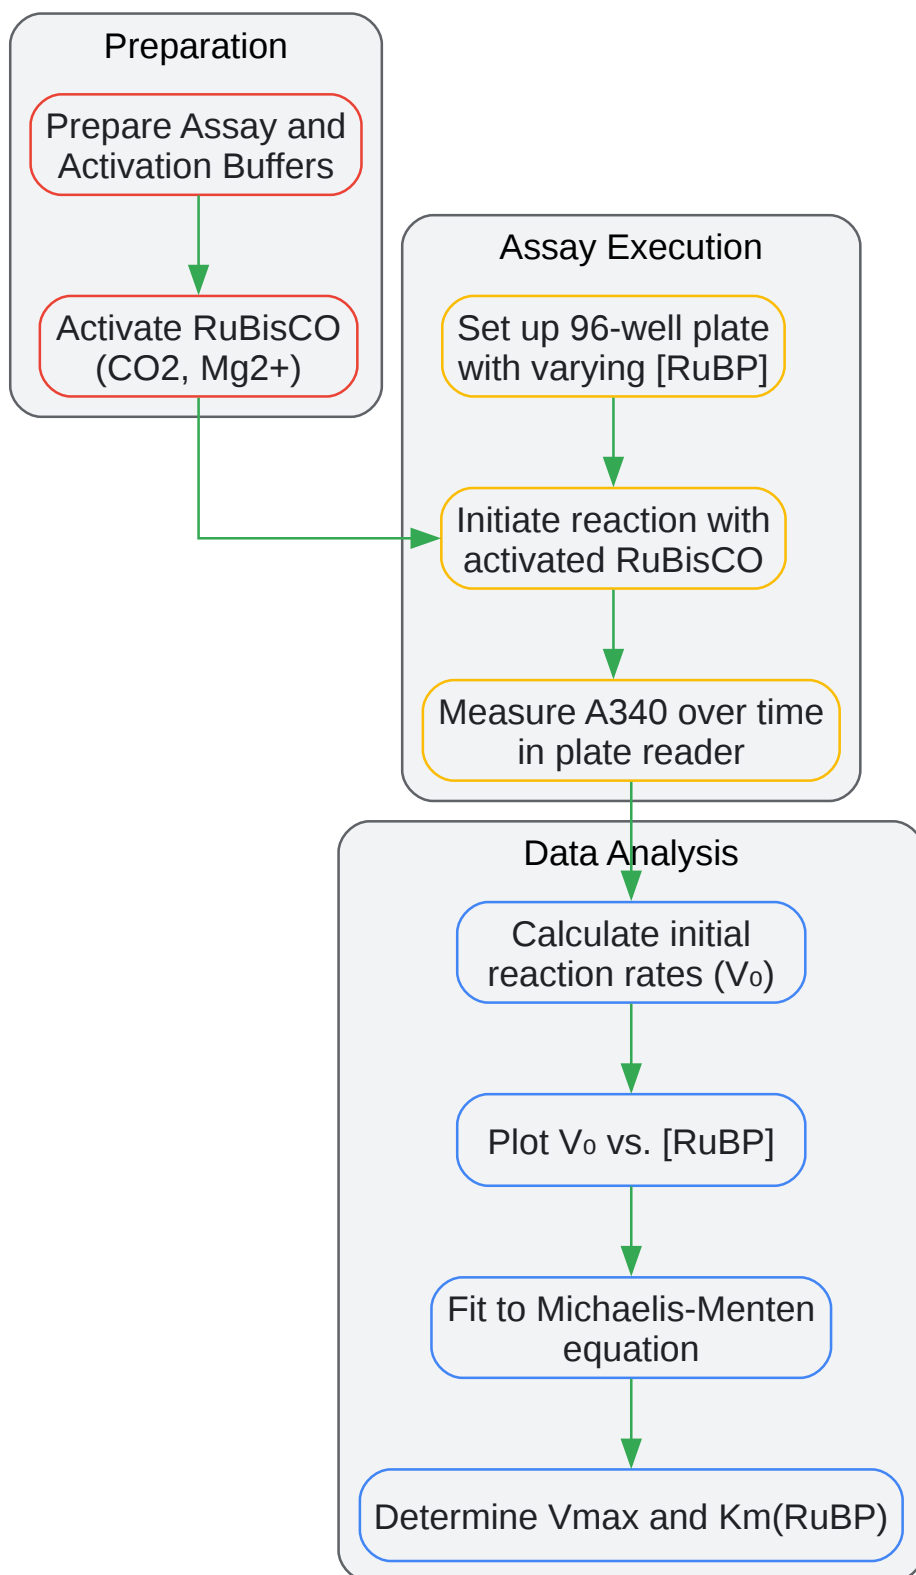 Preparation
Prepare Assay and
Activation Buffers
Activate RuBisCO
(CO2, Mg2+)
Assay Execution
Set up 96-well plate
with varying [RuBP]
Initiate reaction with
activated RuBisCO
Measure A340 over time
in plate reader
Data Analysis
Calculate initial
reaction rates (V₀)
Plot V₀ vs. [RuBP]
Fit to Michaelis-Menten
equation
Determine Vmax and Km(RuBP)